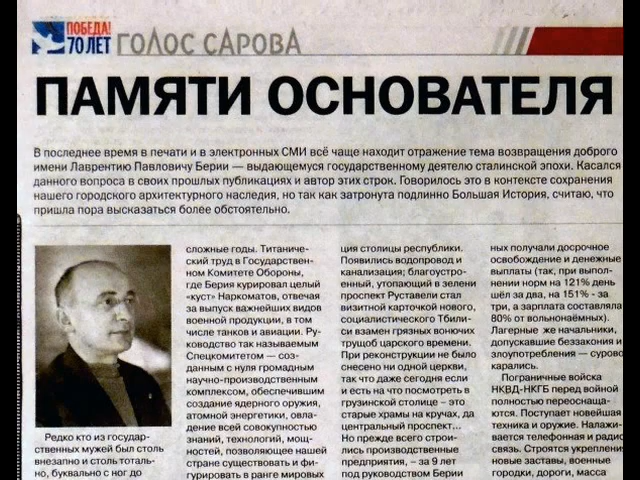 ПОБЕДА!
70 ЛЕТ
ГОЛОС САРОВА
ПАМЯТИ ОСНОВАТЕЛЯ
В последнее время в печати и в электронных СМИ всё чаще находит отражение тема возвращения доброго
имени Лаврентию Павловичу Берии — выдающемуся государственному деятелю сталинской эпохи. Касался
данного вопроса в своих прошлых публикациях и автор этих строк. Говорилось это в контексте сохранения
нашего городского архитектурного наследия, но так как затронута подлинно Большая История, считаю, что
пришла пора высказаться более обстоятельно.
Редко кто из государ-
ственных мужей был столь
внезапно и столь тоталь-
но, буквально с ног до
сложные годы. Титаничес-
кий труд в Государствен-
ном Комитете Обороны,
где Берия курировал целый
«куст» Наркоматов, отвечая
за выпуск важнейших видов
военной продукции, в том
числе танков и авиации. Ру-
ководство так называемым
Спецкомитетом — соз-
данным с нуля громадным
научно-производственным
комплексом, обеспечившим
создание ядерного оружия,
атомной энергетики, овла-
дение всей совокупностью
знаний, технологий, мощ-
ностей, позволяющее нашей
стране существовать и фи-
гурировать в ранге мировых
ция столицы республики.
Появились водопровод и
канализация; благоустроен-
ный, утопающий в зелени
проспект Руставели стал
визитной карточкой нового,
социалистического Тбили-
си взамен грязных вонючих
трущоб царского времени.
При реконструкции не было
снесено ни одной церкви,
так что даже сегодня если
и есть на что посмотреть в
грузинской столице – это
старые храмы на кручах, да
центральный проспект...
Но прежде всего строи-
лись производственные
предприятия, – за 9 лет
под руководством Берии
ных получали досрочное
освобождение и денежные
выплаты (так, при выпол-
нении норм на 121% день
шёл за два, на 151% - за
три, а зарплата составляла
80% от вольнонаёмных).
Лагерные же начальники,
допускавшие беззакония и
злоупотребления — сурово
карались.
Пограничные войска
НКВД-НКГБ перед войной
полностью переоснаща-
ются. Поступает новейшая
техника и оружие. Налажи-
вается телефонная и радио
связь. Строятся укрепления
новые заставы, военные
городки, дороги, масса